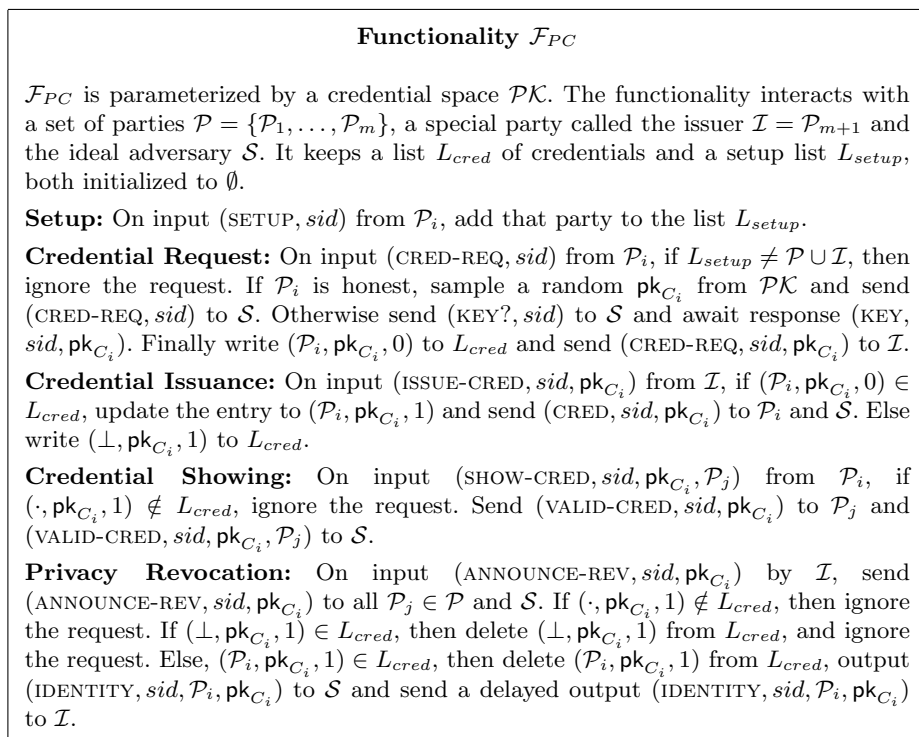 Functionality 𝓕_PC
𝓕_PC is parameterized by a credential space 𝒫𝒦. The functionality interacts with
a set of parties 𝒫 = {𝒫_1, . . . , 𝒫_m}, a special party called the issuer ℐ = 𝒫_{m+1} and
the ideal adversary 𝒮. It keeps a list L_cred of credentials and a setup list L_setup,
both initialized to ∅.
Setup: On input (SETUP, sid) from 𝒫_i, add that party to the list L_setup.
Credential Request: On input (CRED-REQ, sid) from 𝒫_i, if L_setup ≠ 𝒫 ∪ ℐ, then
ignore the request. If 𝒫_i is honest, sample a random pk_{C_i} from 𝒫𝒦 and send
(CRED-REQ, sid) to 𝒮. Otherwise send (KEY?, sid) to 𝒮 and await response (KEY,
sid, pk_{C_i}). Finally write (𝒫_i, pk_{C_i}, 0) to L_cred and send (CRED-REQ, sid, pk_{C_i}) to ℐ.
Credential Issuance: On input (ISSUE-CRED, sid, pk_{C_i}) from ℐ, if (𝒫_i, pk_{C_i}, 0) ∈
L_cred, update the entry to (𝒫_i, pk_{C_i}, 1) and send (CRED, sid, pk_{C_i}) to 𝒫_i and 𝒮. Else
write (⊥, pk_{C_i}, 1) to L_cred.
Credential Showing: On input (SHOW-CRED, sid, pk_{C_i}, 𝒫_j) from 𝒫_i, if
(·, pk_{C_i}, 1) ∉ L_cred, ignore the request. Send (VALID-CRED, sid, pk_{C_i}) to 𝒫_j and
(VALID-CRED, sid, pk_{C_i}, 𝒫_j) to 𝒮.
Privacy Revocation: On input (ANNOUNCE-REV, sid, pk_{C_i}) by ℐ, send
(ANNOUNCE-REV, sid, pk_{C_i}) to all 𝒫_j ∈ 𝒫 and 𝒮. If (·, pk_{C_i}, 1) ∉ L_cred, then ignore
the request. If (⊥, pk_{C_i}, 1) ∈ L_cred, then delete (⊥, pk_{C_i}, 1) from L_cred, and ignore
the request. Else, (𝒫_i, pk_{C_i}, 1) ∈ L_cred, then delete (𝒫_i, pk_{C_i}, 1) from L_cred, output
(IDENTITY, sid, 𝒫_i, pk_{C_i}) to 𝒮 and send a delayed output (IDENTITY, sid, 𝒫_i, pk_{C_i})
to ℐ.